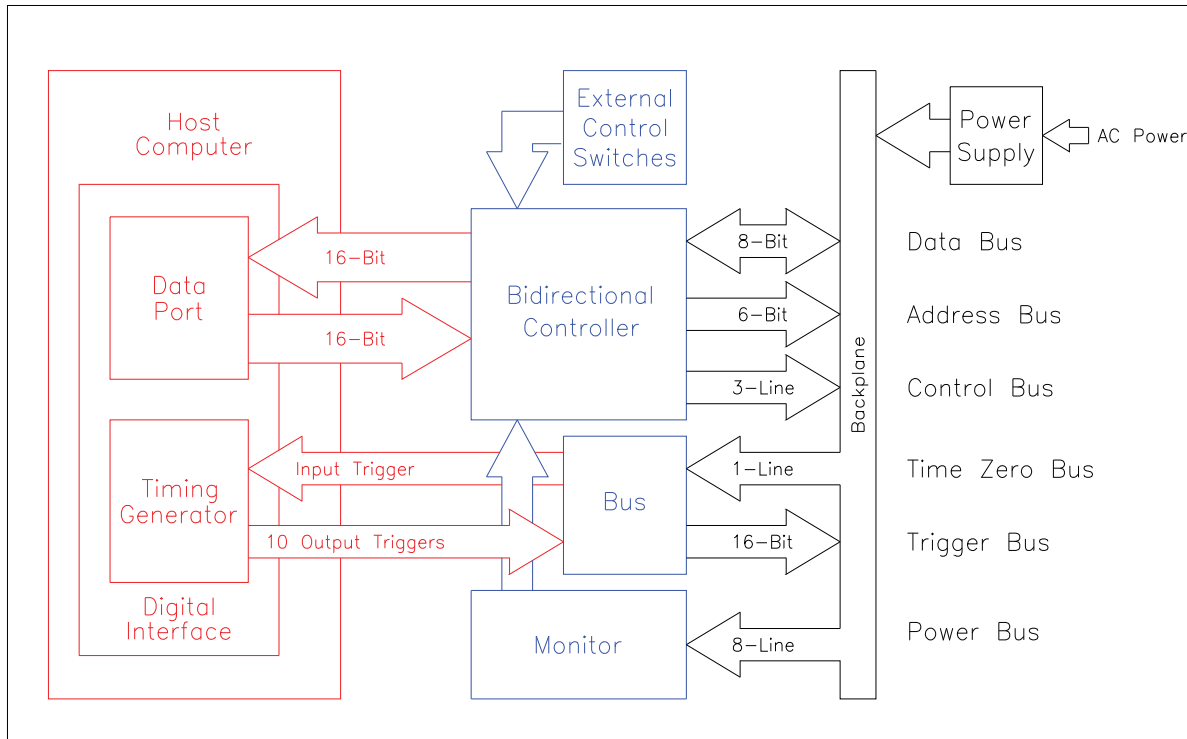 Host
Computer
External
Control
Switches
Power
Supply
AC Power
Data
Port
16-Bit
16-Bit
Bidirectional
Controller
8-Bit
Data Bus
6-Bit
Address Bus
3-Line
Control Bus
Backplane
Timing
Generator
Input Trigger
10 Output Triggers
Bus
1-Line
Time Zero Bus
16-Bit
Trigger Bus
Digital
Interface
Monitor
8-Line
Power Bus